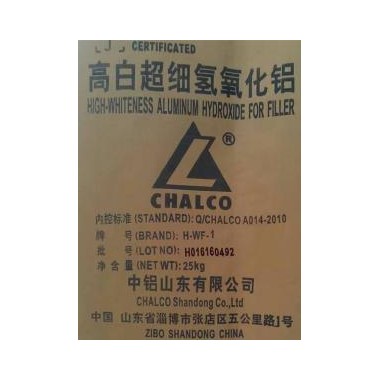 [J] CERTIFICATED
高白超细氢氧化铝
HIGH-WHITENESS ALUMINUM HYDROXIDE FOR FILLER
®
CHALCO
内控标准(STANDARD): Q/CHALCO A014-2010
牌 号(BRAND): H-WF-1
批 号(LOT NO): H016160492
净 含 量(NET WT): 25kg
中铝山东有限公司
CHALCO Shandong Co.,Ltd
中国 山东省淄博市张店区五公里路1号
ZIBO SHANDONG CHINA